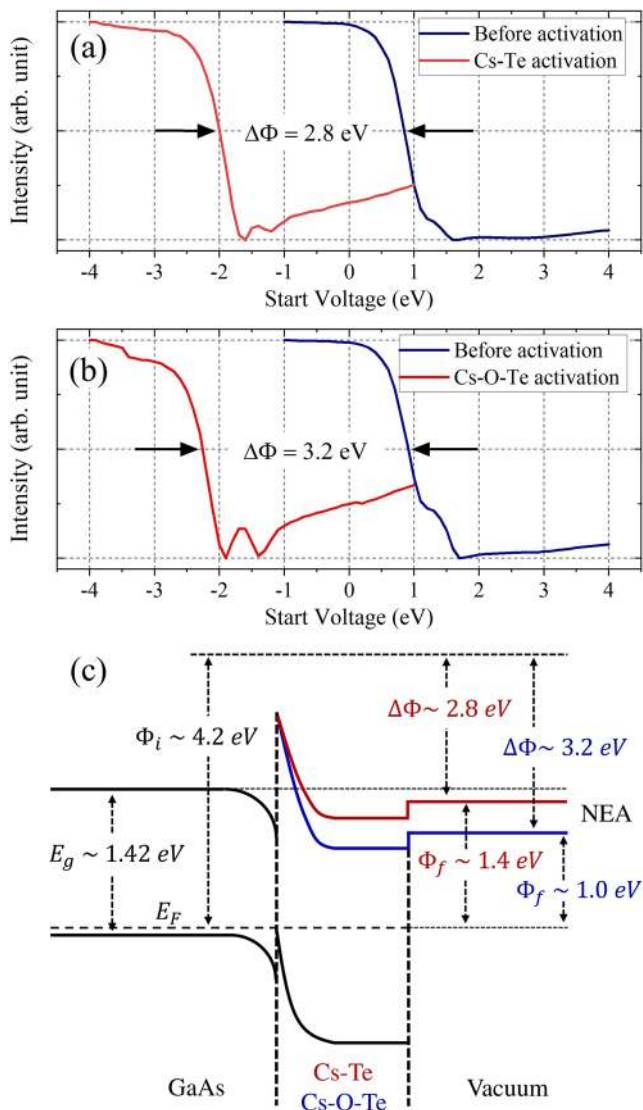 (a)
Before activation
Cs-Te activation
ΔΦ = 2.8 eV
Intensity (arb. unit)
-4 -3 -2 -1 0 1 2 3 4
Start Voltage (eV)
(b)
Before activation
Cs-O-Te activation
ΔΦ = 3.2 eV
Intensity (arb. unit)
-4 -3 -2 -1 0 1 2 3 4
Start Voltage (eV)
(c)
ΔΦ~ 2.8 eV
Φi ~ 4.2 eV
ΔΦ~ 3.2 eV
NEA
Eg ~ 1.42 eV
Φf ~ 1.4 eV
Φf ~ 1.0 eV
EF
GaAs
Cs-Te
Cs-O-Te
Vacuum